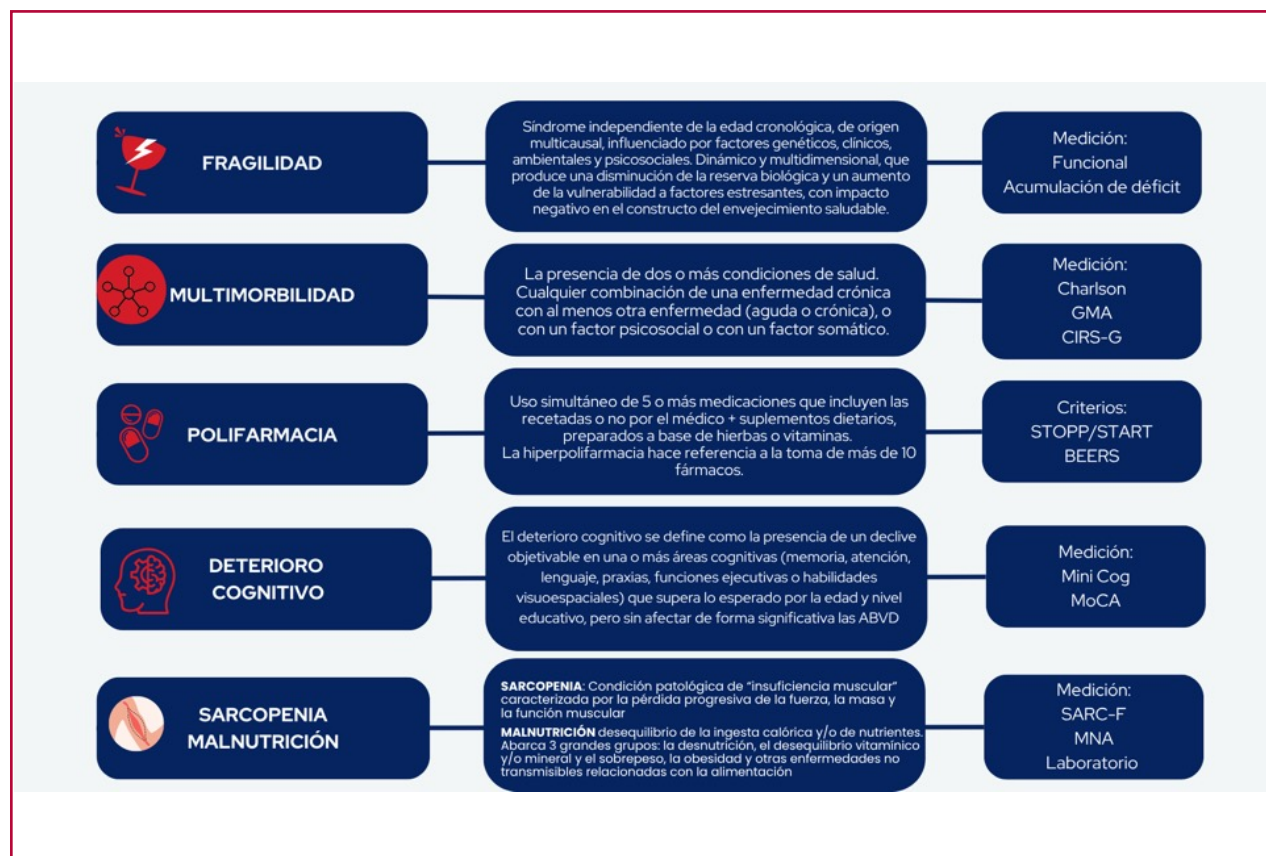 FRAGILIDAD
Síndrome independiente de la edad cronológica, de origen
multicausal, influenciado por factores genéticos, clínicos,
ambientales y psicosociales. Dinámico y multidimensional, que
produce una disminución de la reserva biológica y un aumento
de la vulnerabilidad a factores estresantes, con impacto
negativo en el constructo del envejecimiento saludable.
Medición:
Funcional
Acumulación de déficit
MULTIMORBILIDAD
La presencia de dos o más condiciones de salud.
Cualquier combinación de una enfermedad crónica
con al menos otra enfermedad (aguda o crónica), o
con un factor psicosocial o con un factor somático.
Medición:
Charlson
GMA
CIRS-G
POLIFARMACIA
Uso simultáneo de 5 o más medicaciones que incluyen las
recetadas o no por el médico + suplementos dietarios,
preparados a base de hierbas o vitaminas.
La hiperpolifarmacia hace referencia a la toma de más de 10
fármacos.
Criterios:
STOPP/START
BEERS
DETERIORO
COGNITIVO
El deterioro cognitivo se define como la presencia de un declive
objetivable en una o más áreas cognitivas (memoria, atención,
lenguaje, praxias, funciones ejecutivas o habilidades
visuoespaciales) que supera lo esperado por la edad y nivel
educativo, pero sin afectar de forma significativa las ABVD
Medición:
Mini Cog
MoCA
SARCOPENIA
MALNUTRICIÓN
SARCOPENIA: Condición patológica de “insuficiencia muscular”
caracterizada por la pérdida progresiva de la fuerza, la masa y
la función muscular
MALNUTRICIÓN desequilibrio de la ingesta calórica y/o de nutrientes.
Abarca 3 grandes grupos: la desnutrición, el desequilibrio vitamínico
y/o mineral y el sobrepeso, la obesidad y otras enfermedades no
transmisibles relacionadas con la alimentación
Medición:
SARC-F
MNA
Laboratorio